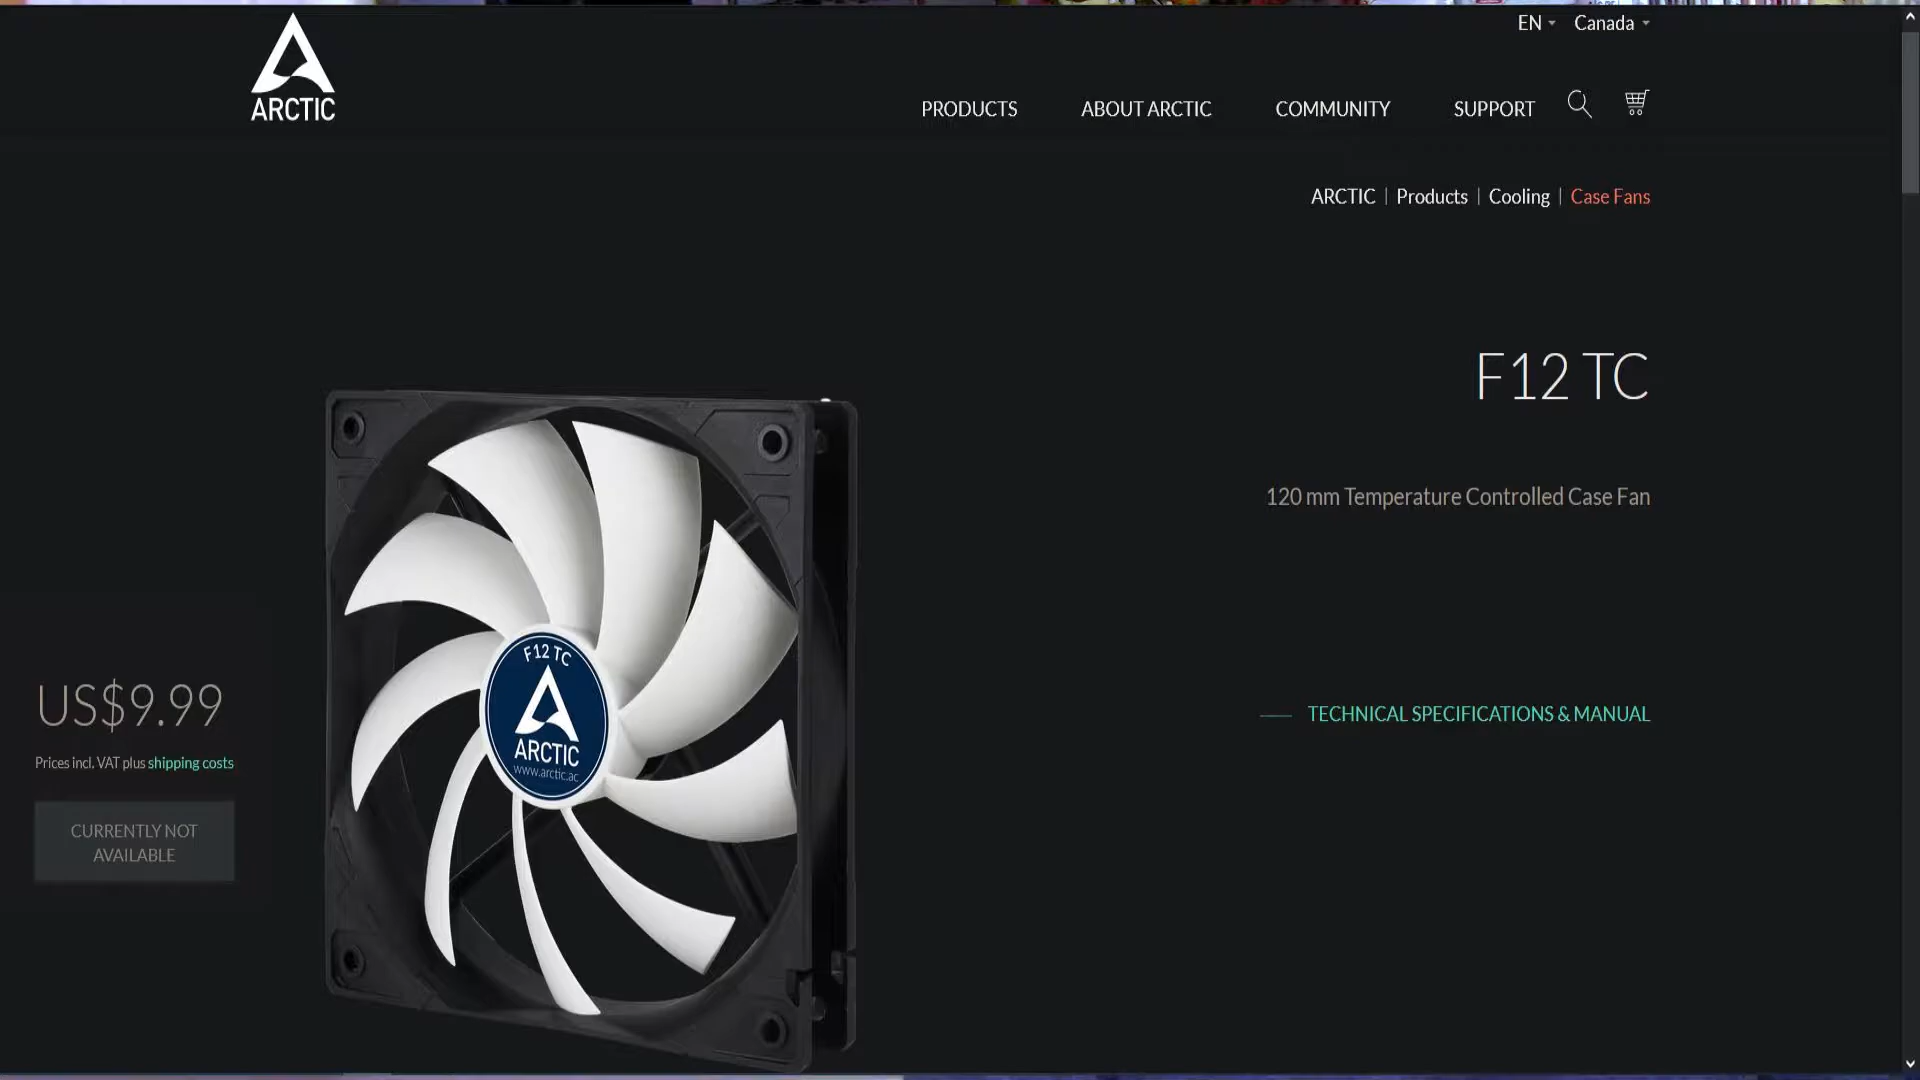 EN
Canada
ARCTIC
PRODUCTS
ABOUT ARCTIC
COMMUNITY
SUPPORT
ARCTIC | Products | Cooling | Case Fans
F12 TC
120 mm Temperature Controlled Case Fan
TECHNICAL SPECIFICATIONS & MANUAL
F12 TC
ARCTIC
www.arctic.ac
US$9.99
Prices incl. VAT plus shipping costs
CURRENTLY NOT
AVAILABLE